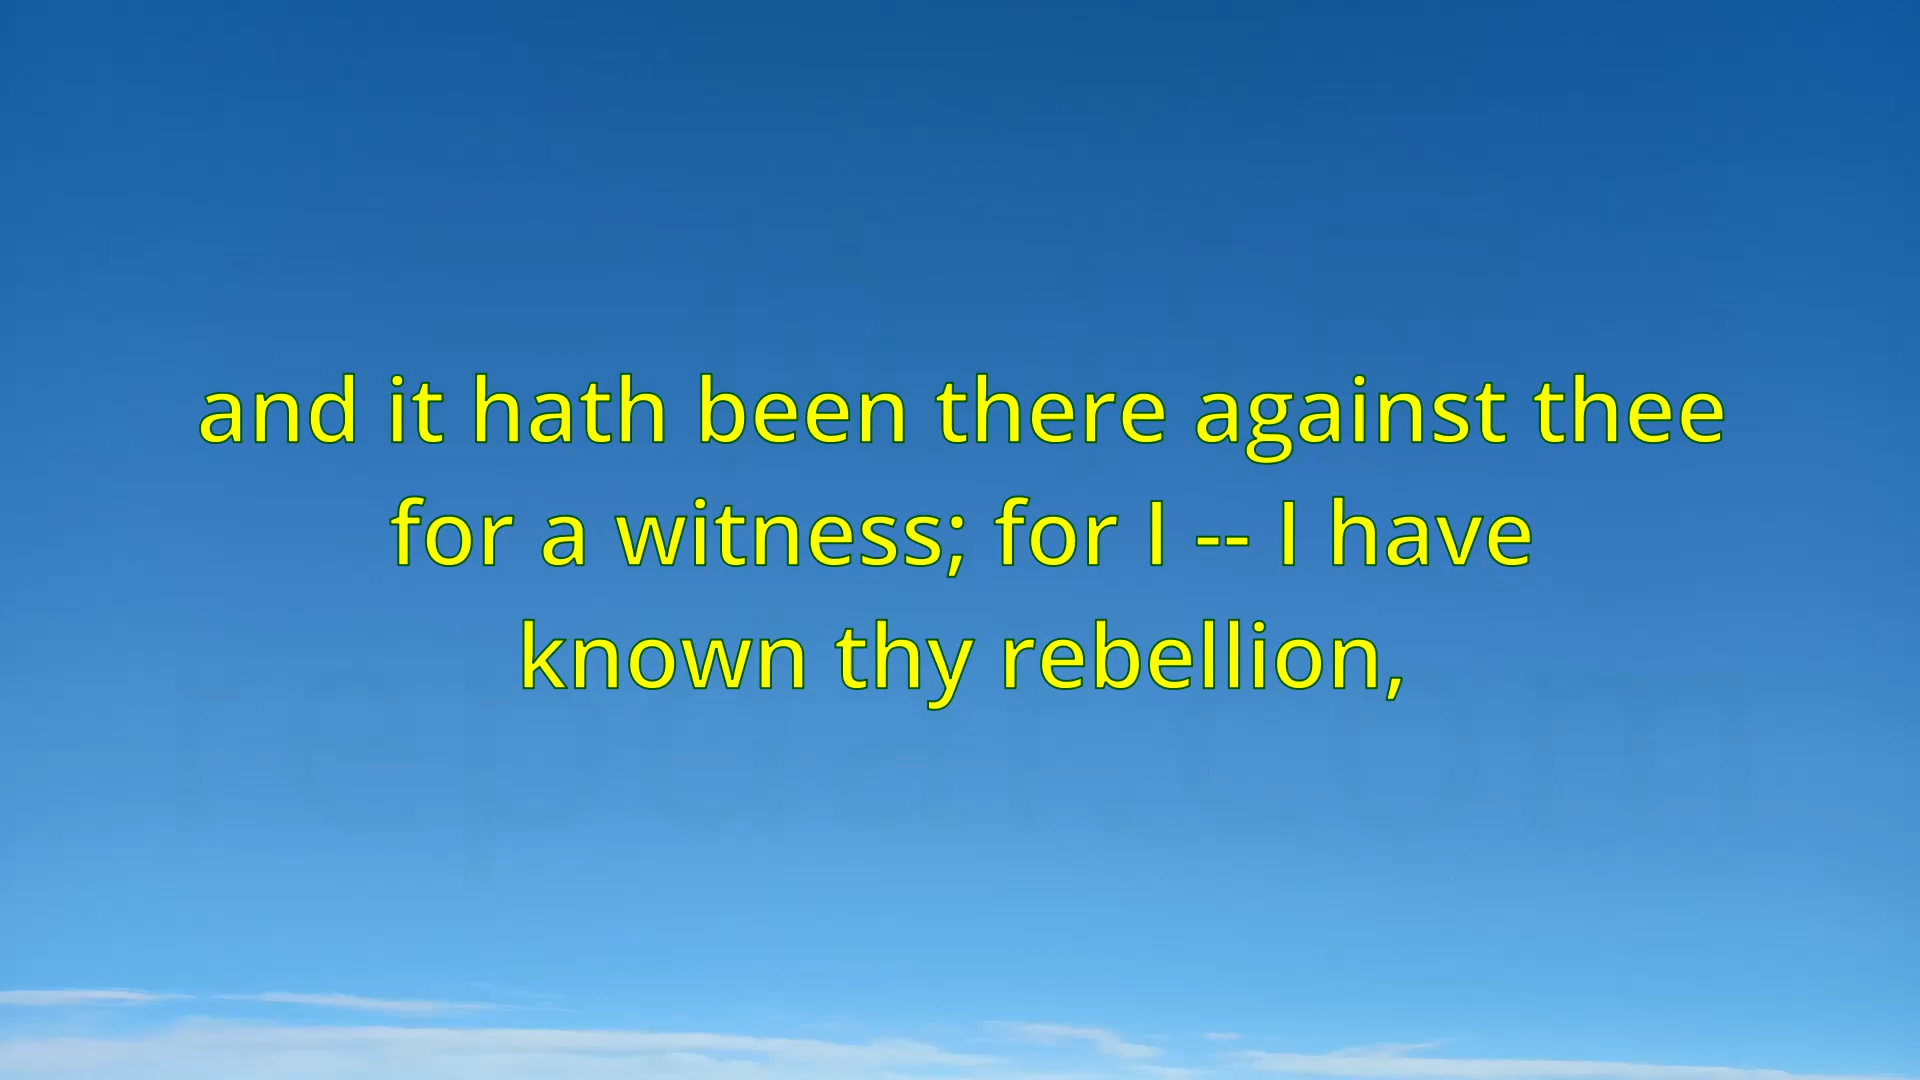 and it hath been there against thee
for a witness; for I -- I have
known thy rebellion,